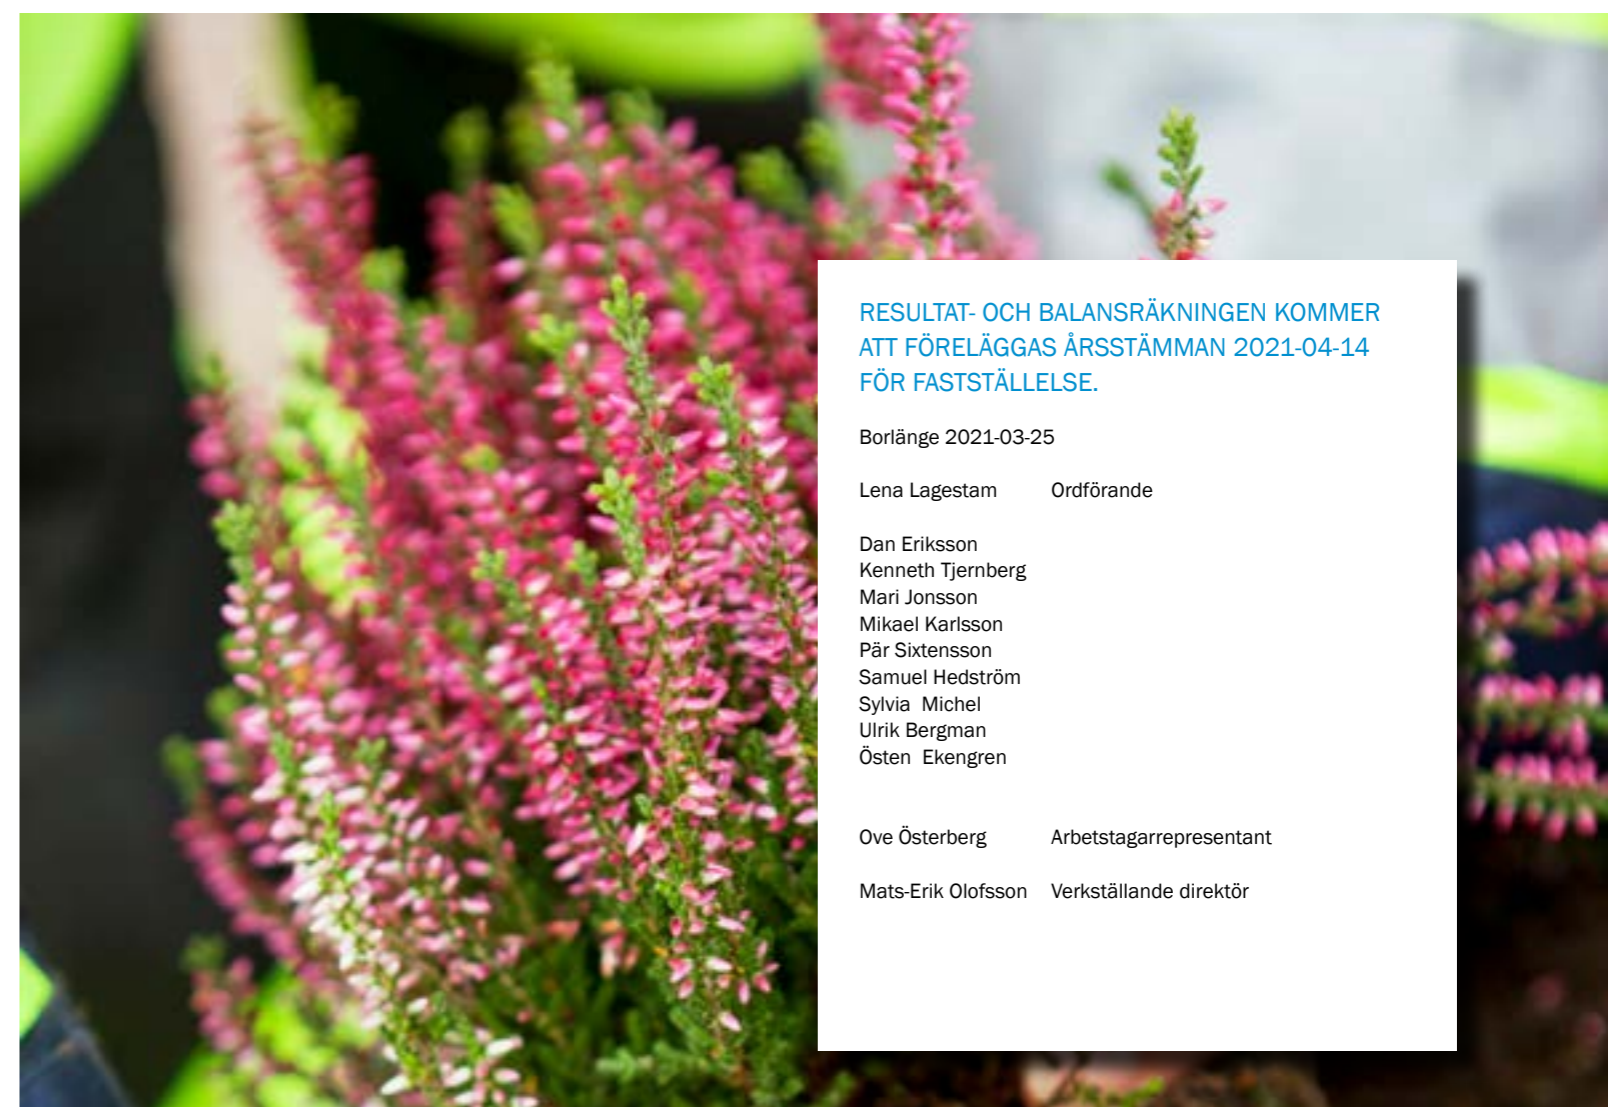 RESULTAT- OCH BALANSRÄKNINGEN KOMMER
ATT FÖRELÄGGAS ÅRSSTÄMMAN 2021-04-14
FÖR FASTSTÄLLELSE.
Borlänge 2021-03-25
Lena Lagestam Ordförande
Dan Eriksson
Kenneth Tjernberg
Mari Jonsson
Mikael Karlsson
Pär Sixtensson
Samuel Hedström
Sylvia Michel
Ulrik Bergman
Östen Ekengren
Ove Österberg Arbetstagarrepresentant
Mats-Erik Olofsson Verkställande direktör